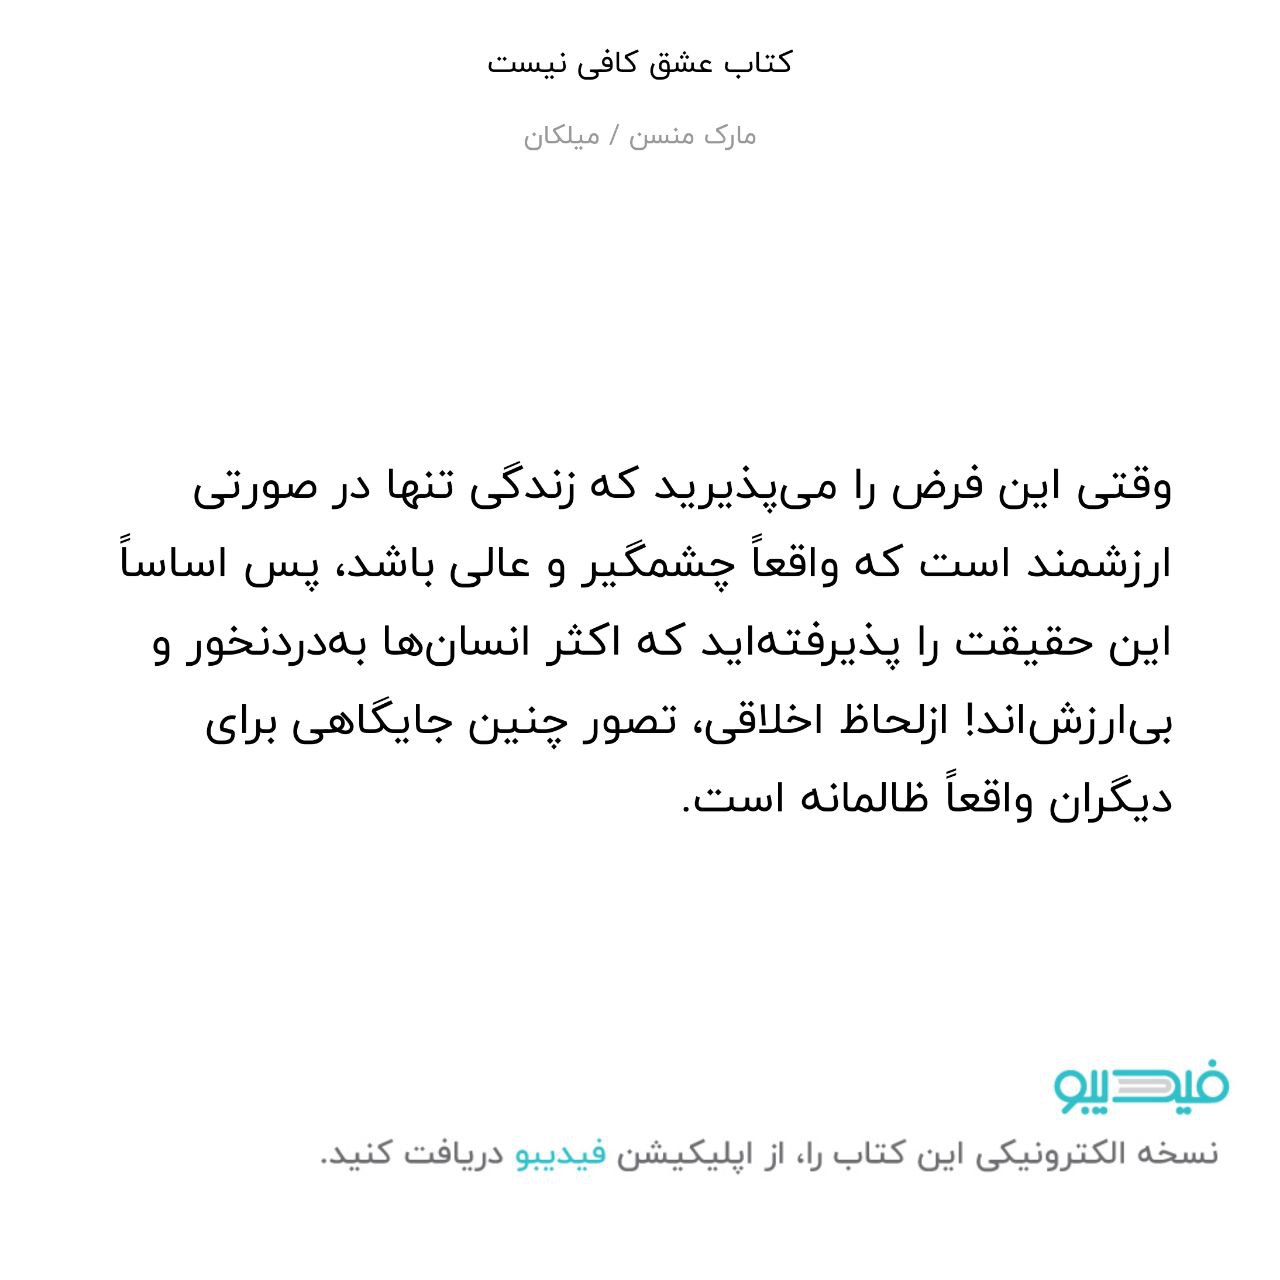 کتاب عشق کافی نیست
مارک منسن / میلکان
وقتی این فرض را می‌پذیرید که زندگی تنها در صورتی
ارزشمند است که واقعاً چشمگیر و عالی باشد، پس اساساً
این حقیقت را پذیرفته‌اید که اکثر انسان‌ها به‌دردنخور و
بی‌ارزش‌اند! ازلحاظ اخلاقی، تصور چنین جایگاهی برای
دیگران واقعاً ظالمانه است.
فیدیبو
نسخه الکترونیکی این کتاب را، از اپلیکیشن فیدیبو دریافت کنید.